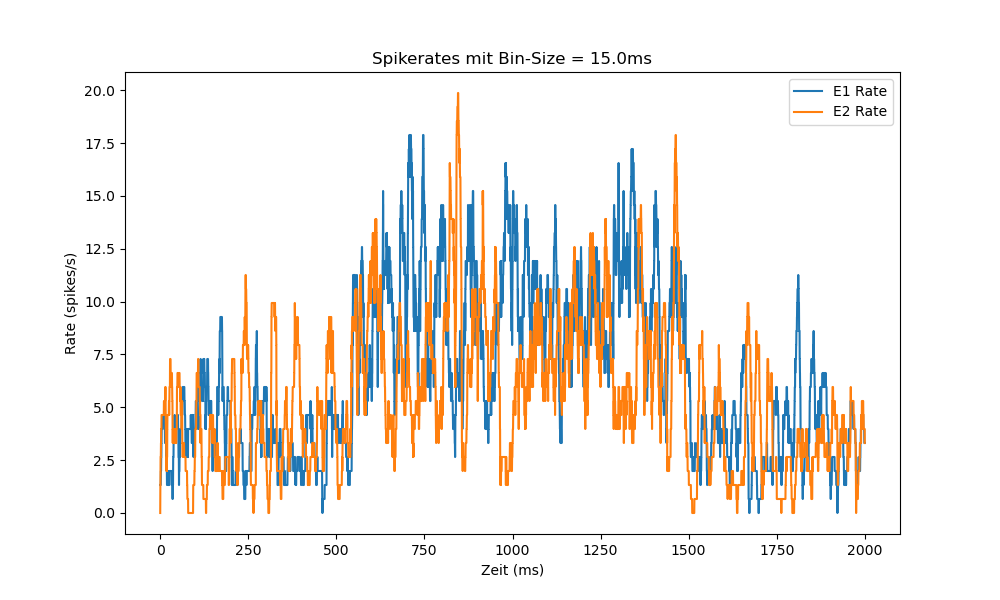 Spikerates mit Bin-Size = 15.0ms
E1 Rate
E2 Rate
20.0
17.5
15.0
12.5
10.0
7.5
5.0
2.5
0.0
Rate (spikes/s)
0 250 500 750 1000 1250 1500 1750 2000
Zeit (ms)